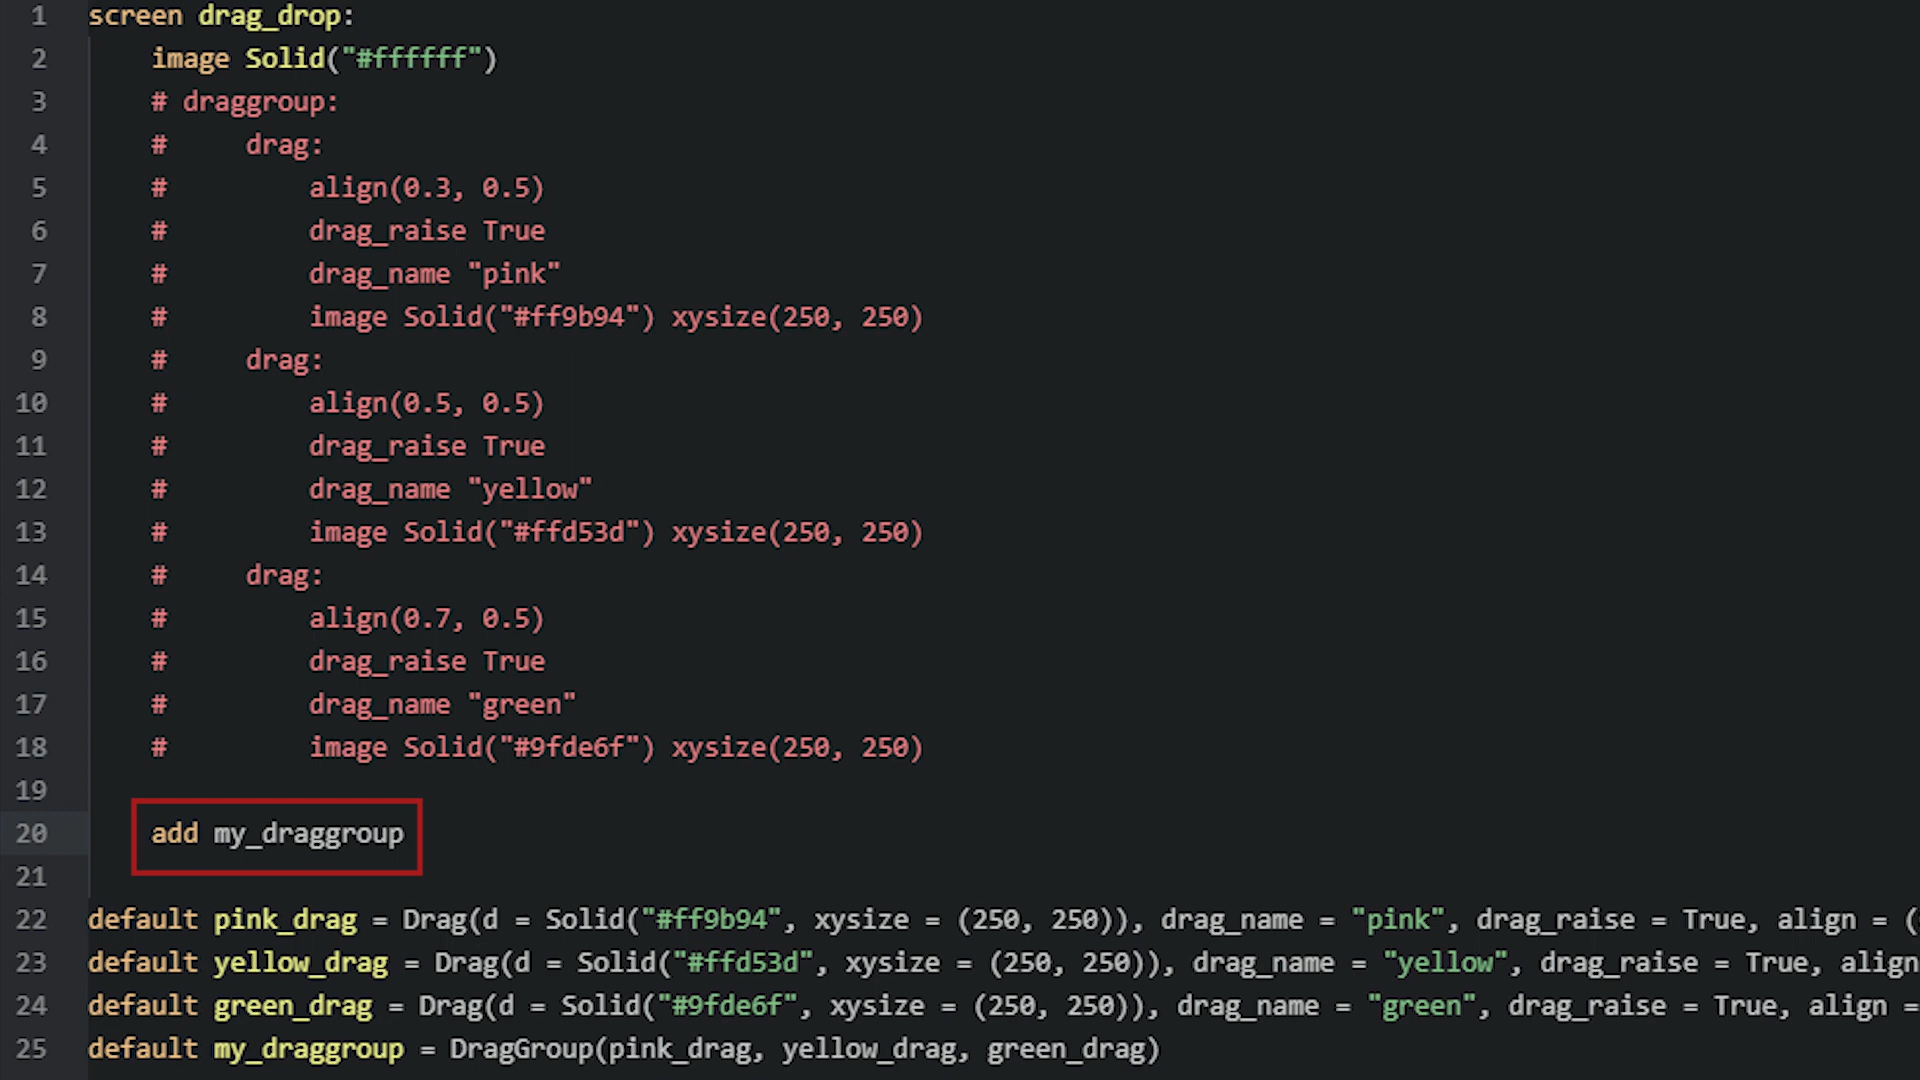 1 screen drag_drop:
2     image Solid("#ffffff")
3     # draggroup:
4     #     drag:
5     #         align(0.3, 0.5)
6     #         drag_raise True
7     #         drag_name "pink"
8     #         image Solid("#ff9b94") xysize(250, 250)
9     #     drag:
10     #         align(0.5, 0.5)
11     #         drag_raise True
12     #         drag_name "yellow"
13     #         image Solid("#ffd53d") xysize(250, 250)
14     #     drag:
15     #         align(0.7, 0.5)
16     #         drag_raise True
17     #         drag_name "green"
18     #         image Solid("#9fde6f") xysize(250, 250)
19
20     add my_draggroup
21
22 default pink_drag = Drag(d = Solid("#ff9b94", xysize = (250, 250)), drag_name = "pink", drag_raise = True, align = (
23 default yellow_drag = Drag(d = Solid("#ffd53d", xysize = (250, 250)), drag_name = "yellow", drag_raise = True, align
24 default green_drag = Drag(d = Solid("#9fde6f", xysize = (250, 250)), drag_name = "green", drag_raise = True, align =
25 default my_draggroup = DragGroup(pink_drag, yellow_drag, green_drag)